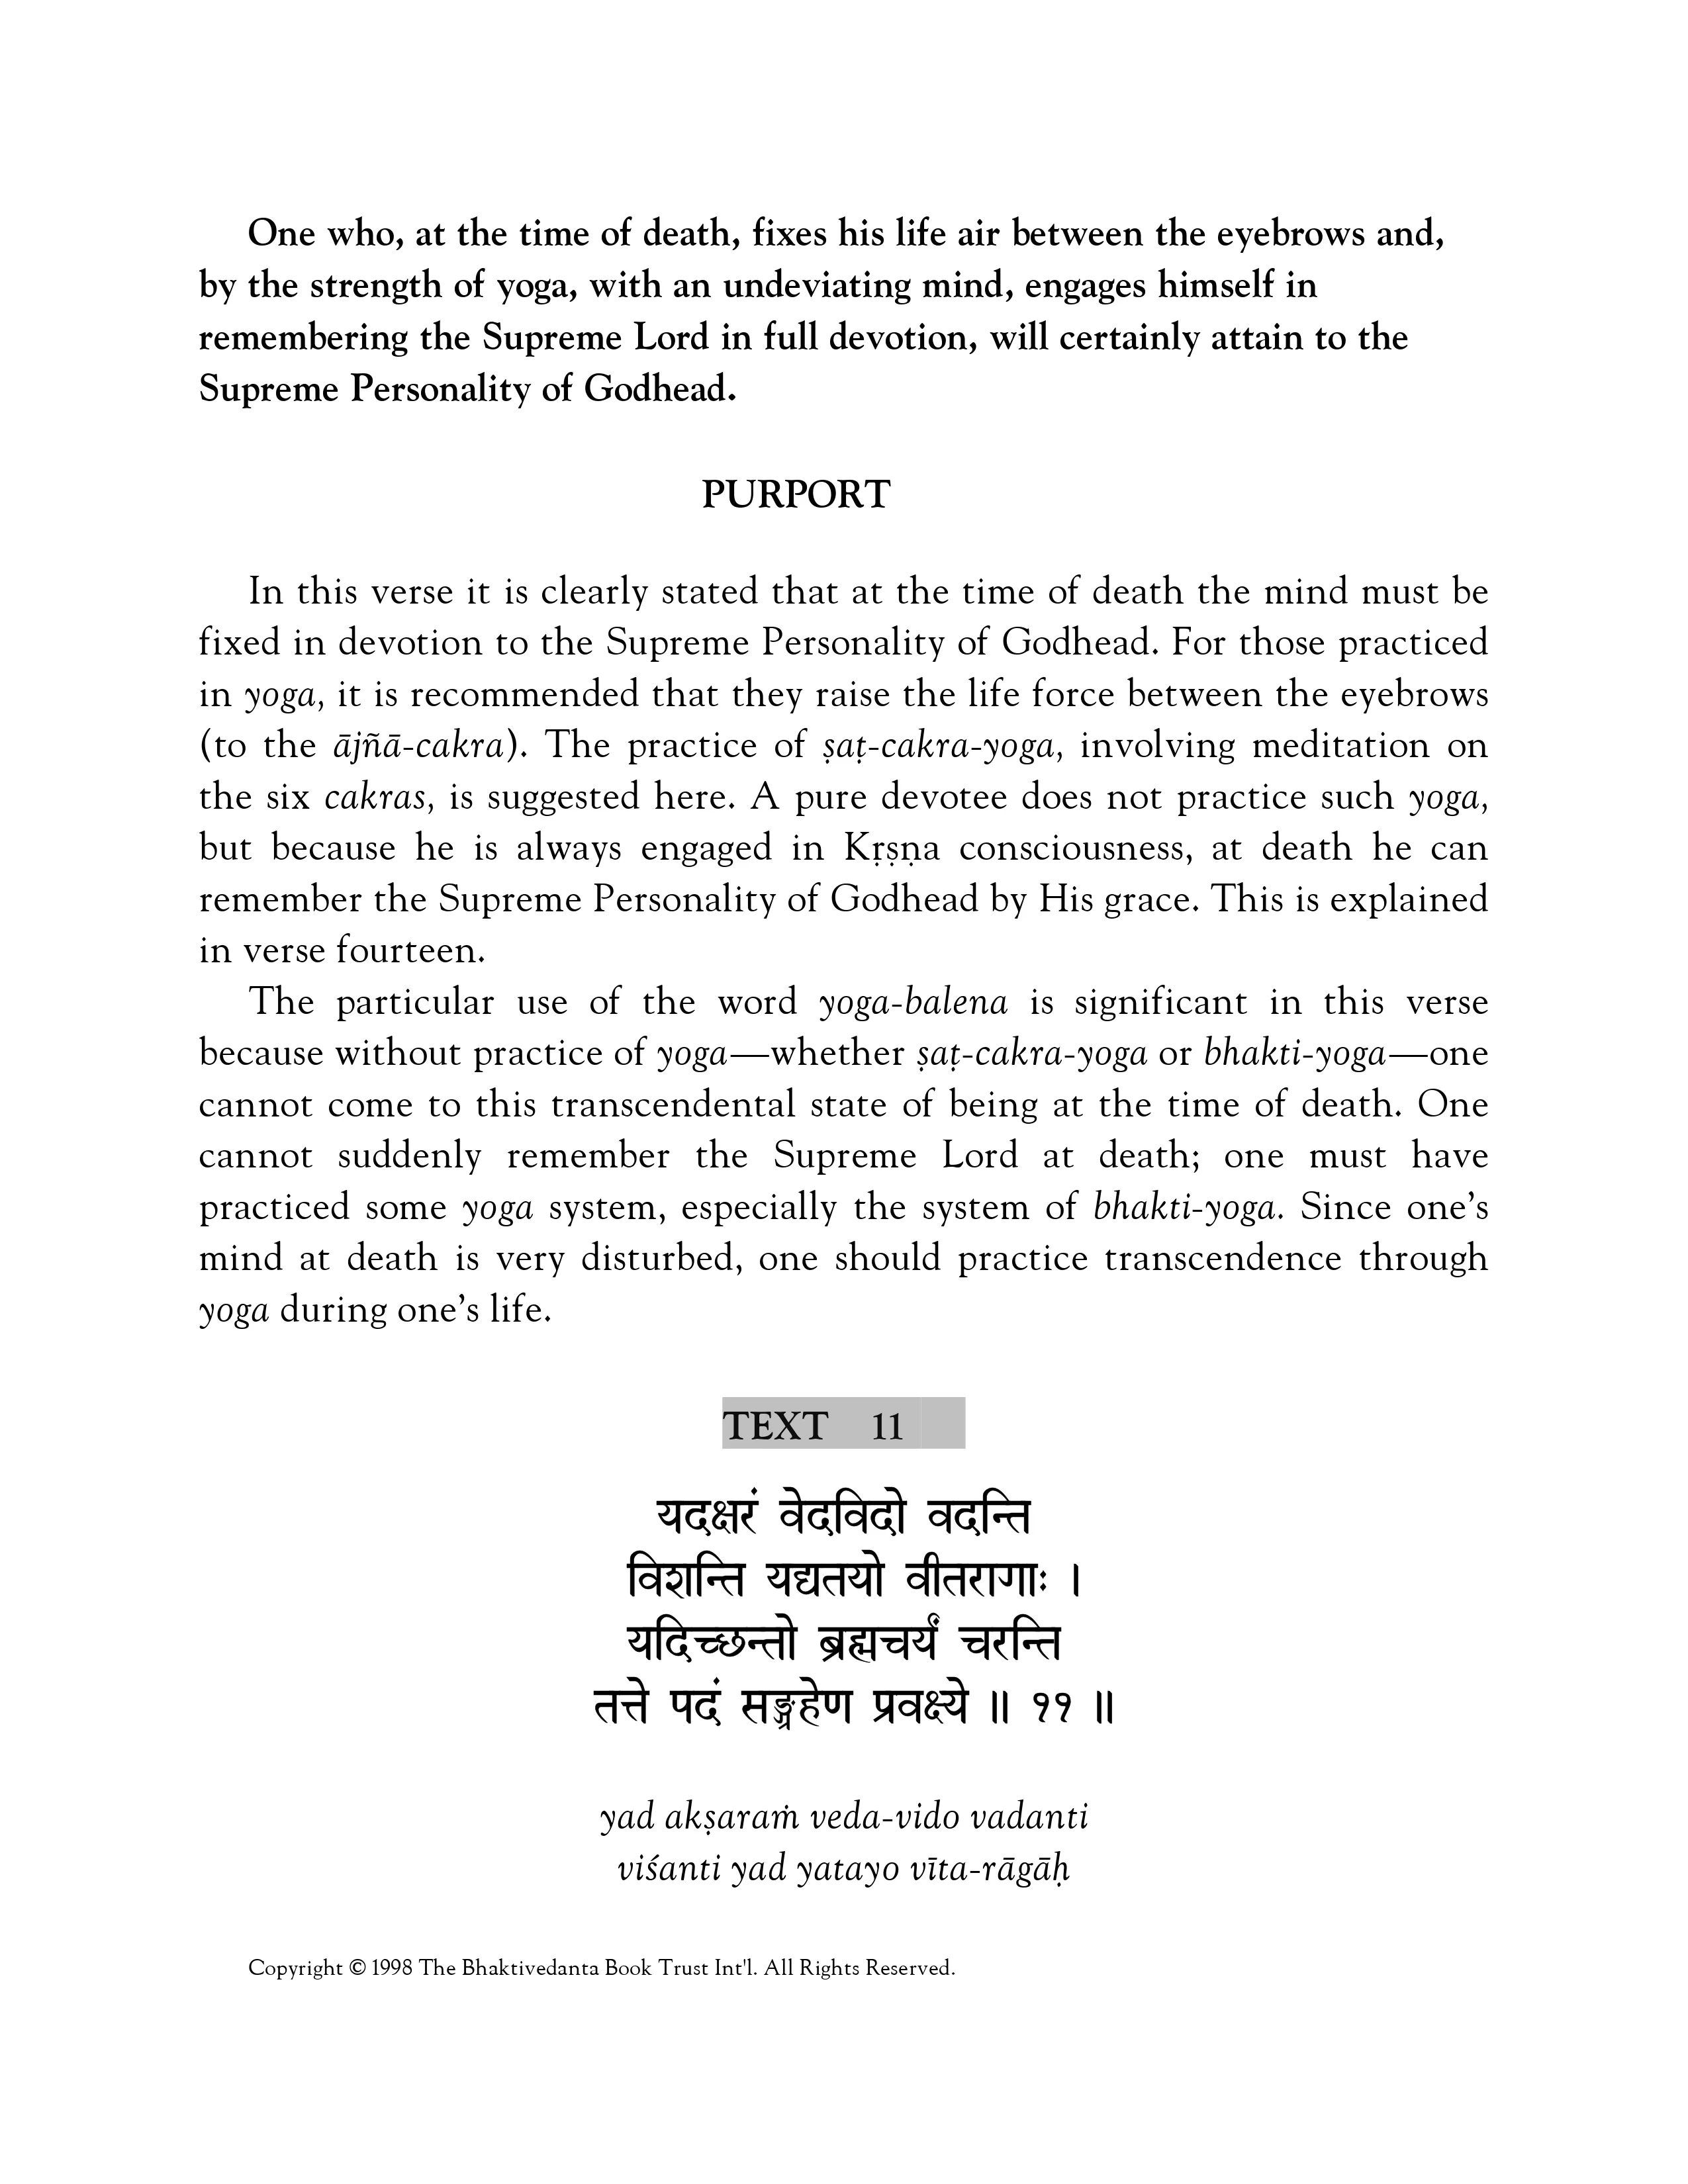 One who, at the time of death, fixes his life air between the eyebrows and,
by the strength of yoga, with an undeviating mind, engages himself in
remembering the Supreme Lord in full devotion, will certainly attain to the
Supreme Personality of Godhead.
PURPORT
In this verse it is clearly stated that at the time of death the mind must be
fixed in devotion to the Supreme Personality of Godhead. For those practiced
in yoga, it is recommended that they raise the life force between the eyebrows
(to the ājñā-cakra). The practice of ṣaṭ-cakra-yoga, involving meditation on
the six cakras, is suggested here. A pure devotee does not practice such yoga,
but because he is always engaged in Kṛṣṇa consciousness, at death he can
remember the Supreme Personality of Godhead by His grace. This is explained
in verse fourteen.
The particular use of the word yoga-balena is significant in this verse
because without practice of yoga—whether ṣaṭ-cakra-yoga or bhakti-yoga—one
cannot come to this transcendental state of being at the time of death. One
cannot suddenly remember the Supreme Lord at death; one must have
practiced some yoga system, especially the system of bhakti-yoga. Since one's
mind at death is very disturbed, one should practice transcendence through
yoga during one's life.
TEXT 11
यदक्षरं वेदविदो वदन्ति
विशन्ति यद्यतयो वीतरागाः ।
यदिच्छन्तो ब्रह्मचर्यं चरन्ति
तत्ते पदं सङ्ग्रहेण प्रवक्ष्ये ॥ ११ ॥
yad akṣaraṁ veda-vido vadanti
viśanti yad yatayo vīta-rāgāḥ
Copyright © 1998 The Bhaktivedanta Book Trust Int'l. All Rights Reserved.